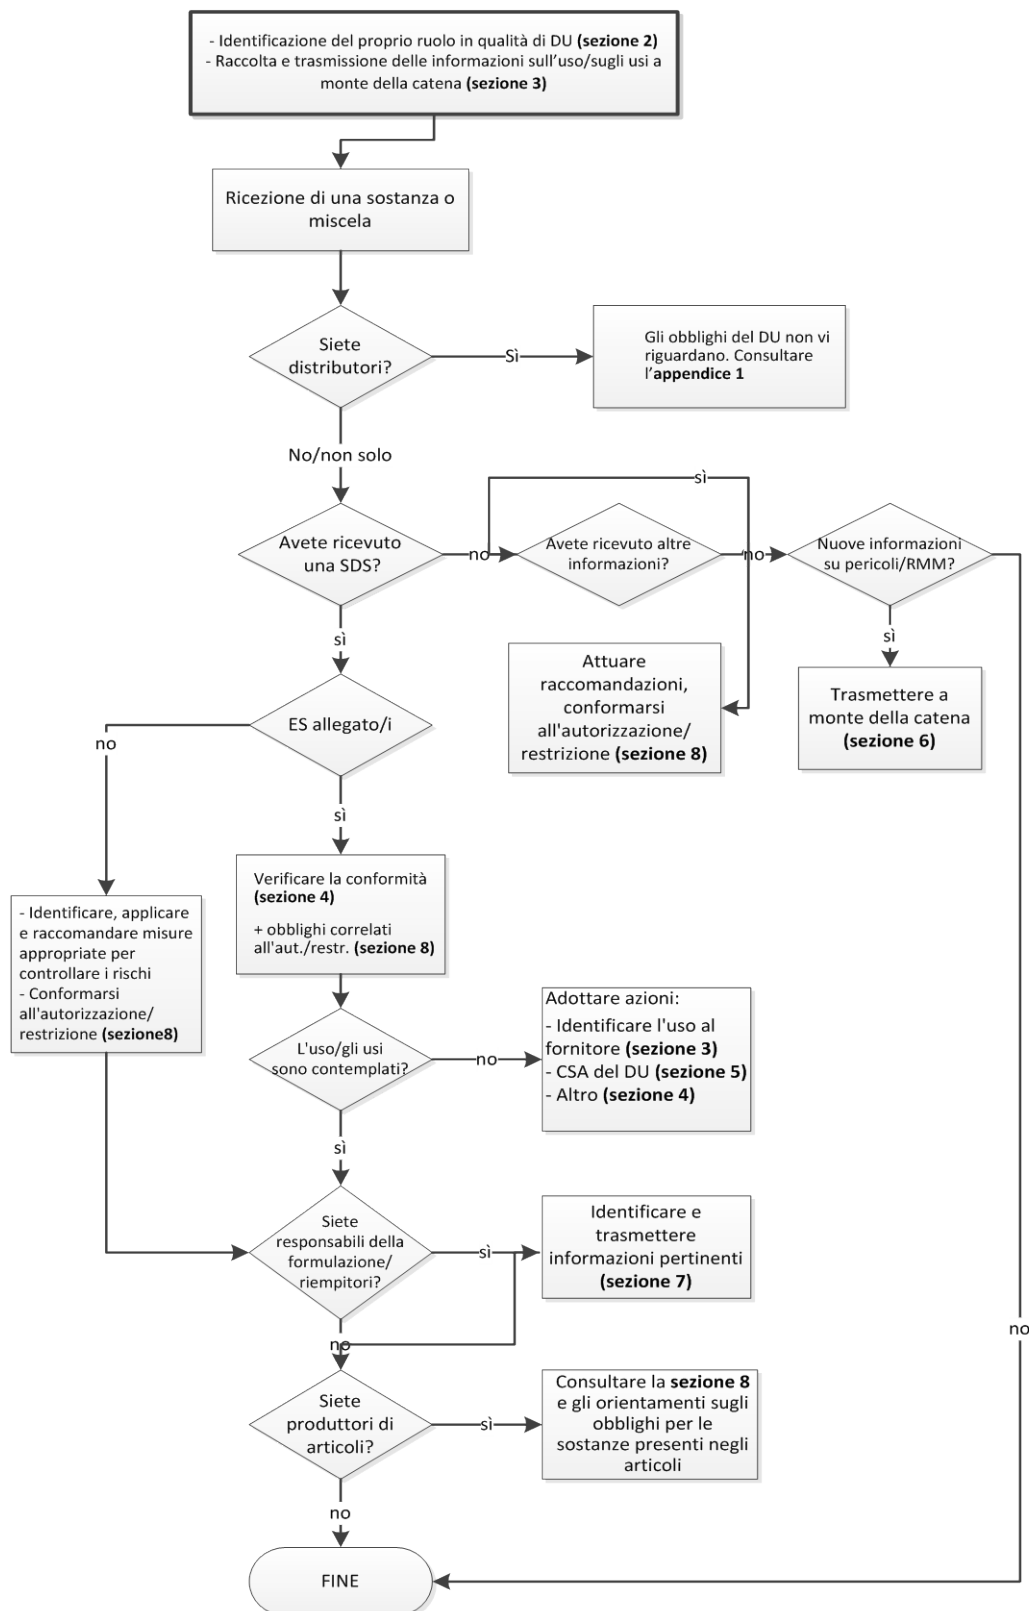 - Identificazione del proprio ruolo in qualità di DU (sezione 2)
- Raccolta e trasmissione delle informazioni sull'uso/sugli usi a
monte della catena (sezione 3)
Ricezione di una sostanza o
miscela
Siete
distributori?
Sì
Gli obblighi del DU non vi
riguardano. Consultare
l'appendice 1
No/non solo
sì
Avete ricevuto
una SDS?
no
Avete ricevuto altre
informazioni?
no
Nuove informazioni
su pericoli/RMM?
sì
sì
Attuare
raccomandazioni,
conformarsi
all'autorizzazione/
restrizione (sezione 8)
Trasmettere a
monte della catena
(sezione 6)
ES allegato/i
no
sì
Verificare la conformità
(sezione 4)
+ obblighi correlati
all'aut./restr. (sezione 8)
- Identificare, applicare
e raccomandare misure
appropriate per
controllare i rischi
- Conformarsi
all'autorizzazione/
restrizione (sezione8)
L'uso/gli usi
sono contemplati?
no
Adottare azioni:
- Identificare l'uso al
fornitore (sezione 3)
- CSA del DU (sezione 5)
- Altro (sezione 4)
sì
Siete
responsabili della
formulazione/
riempitori?
sì
Identificare e
trasmettere
informazioni pertinenti
(sezione 7)
no
no
Siete
produttori di
articoli?
sì
Consultare la sezione 8
e gli orientamenti sugli
obblighi per le
sostanze presenti negli
articoli
no
FINE